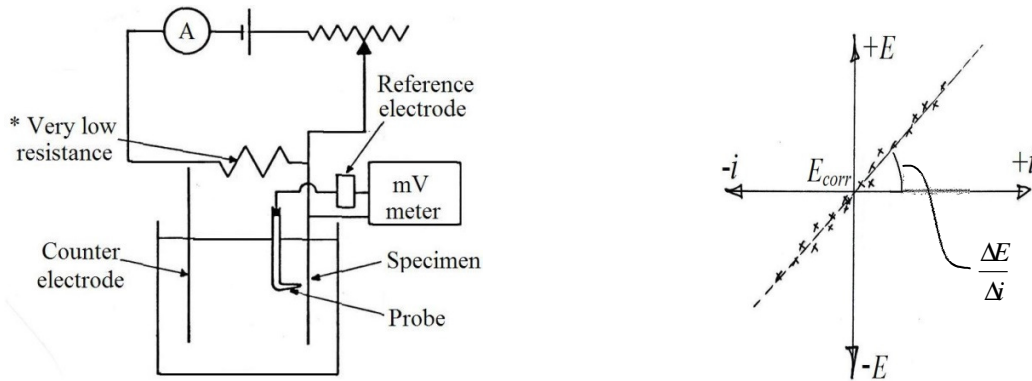 A
Reference
electrode
* Very low
resistance
mV
meter
Counter
electrode
Specimen
Probe
+E
-i
E_corr
+i
ΔE
Δi
-E